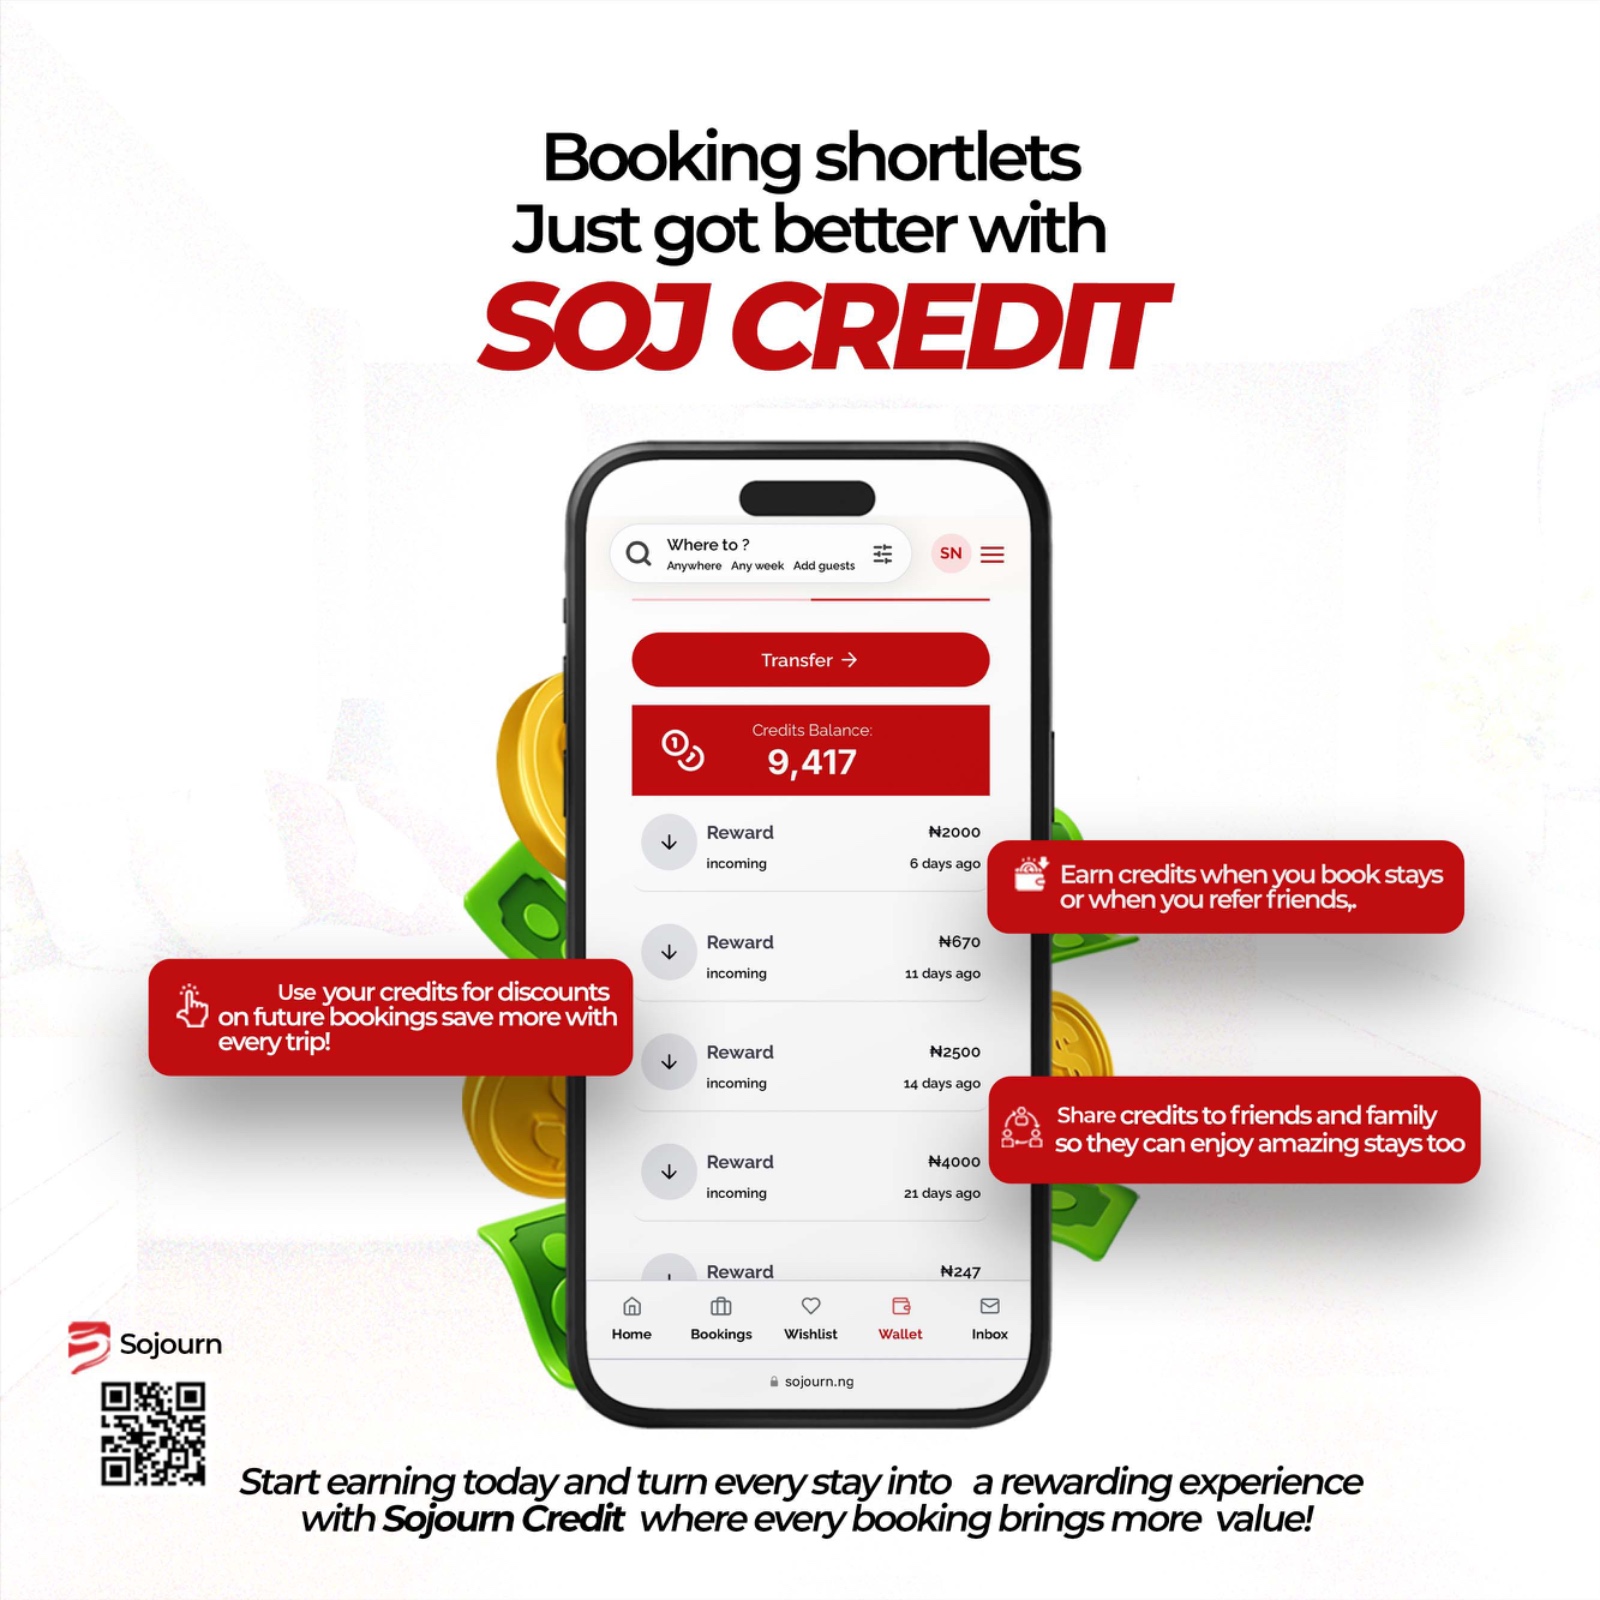 Booking shortlets
Just got better with
SOJ CREDIT
Where to ?
Anywhere Any week Add guests
SN
Transfer →
Credits Balance:
9,417
Reward ₦2000
incoming 6 days ago
Earn credits when you book stays
or when you refer friends,.
Reward ₦670
incoming 11 days ago
Use your credits for discounts
on future bookings save more with
every trip!
Reward ₦2500
incoming 14 days ago
Share credits to friends and family
so they can enjoy amazing stays too
Reward ₦4000
incoming 21 days ago
Reward ₦247
Home Bookings Wishlist Wallet Inbox
sojourn.ng
Sojourn
Start earning today and turn every stay into a rewarding experience
with Sojourn Credit where every booking brings more value!